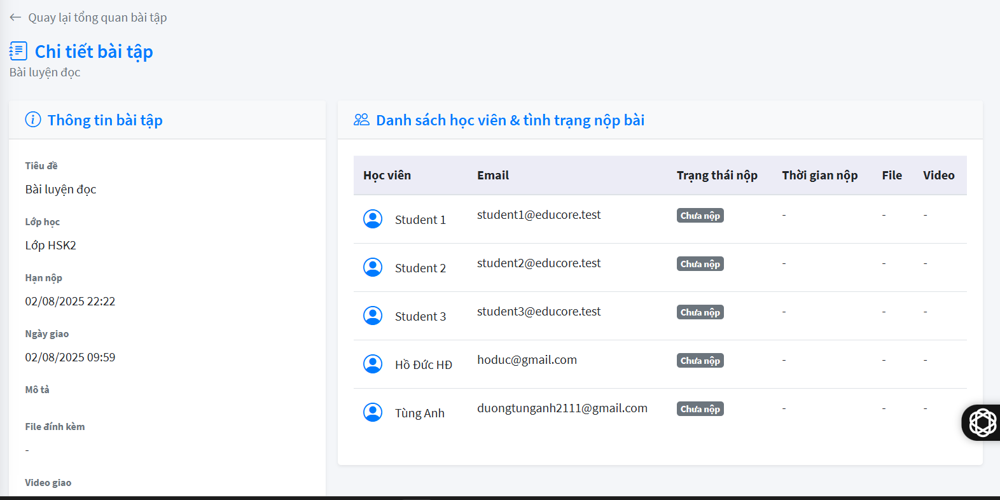 Quay lại tổng quan bài tập
Chi tiết bài tập
Bài luyện đọc
Thông tin bài tập
Tiêu đề
Bài luyện đọc
Lớp học
Lớp HSK2
Hạn nộp
02/08/2025 22:22
Ngày giao
02/08/2025 09:59
Mô tả
File đính kèm
-
Video giao
Danh sách học viên & tình trạng nộp bài
Học viên Email Trạng thái nộp Thời gian nộp File Video
Student 1 student1@educore.test Chưa nộp - - -
Student 2 student2@educore.test Chưa nộp - - -
Student 3 student3@educore.test Chưa nộp - - -
Hồ Đức HĐ hoduc@gmail.com Chưa nộp - - -
Tùng Anh duongtunganh2111@gmail.com Chưa nộp - - -